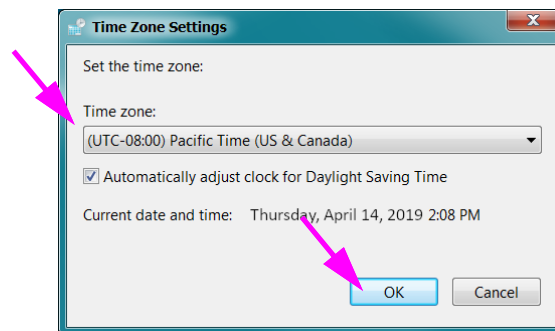 Time Zone Settings
Set the time zone:
Time zone:
(UTC-08:00) Pacific Time (US & Canada)
Automatically adjust clock for Daylight Saving Time
Current date and time: Thursday, April 14, 2019 2:08 PM
OK Cancel